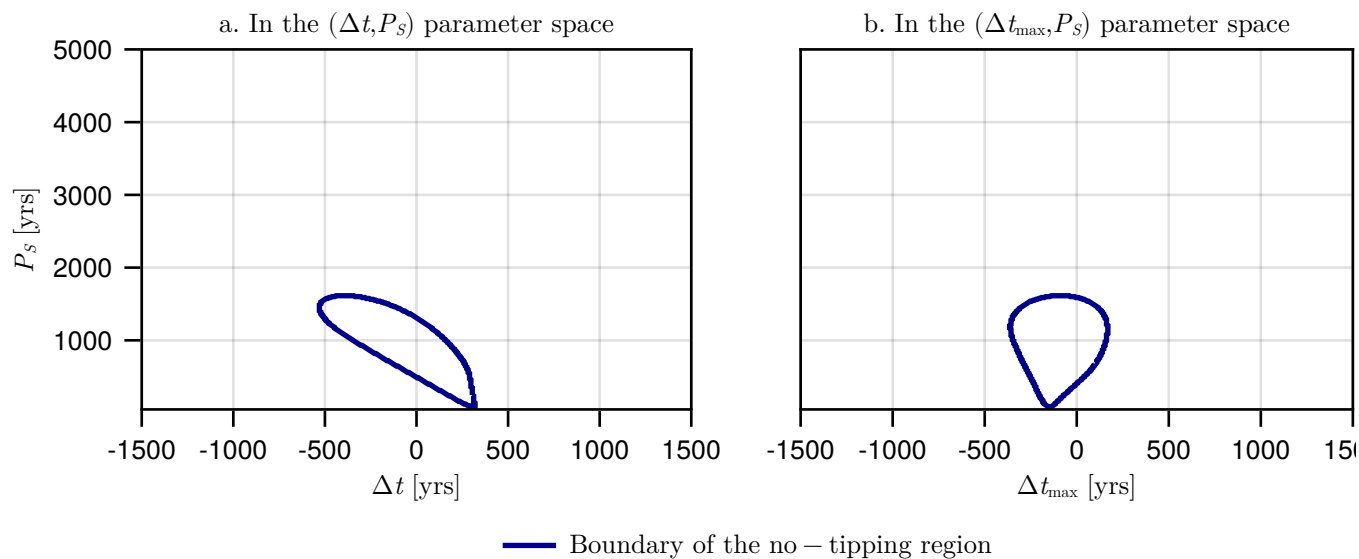 a. In the (Δt,P_S) parameter space
b. In the (Δt_max,P_S) parameter space
5000
4000
3000
2000
1000
P_S [yrs]
-1500 -1000 -500 0 500 1000 1500
-1500 -1000 -500 0 500 1000 150
Δt [yrs]
Δt_max [yrs]
Boundary of the no − tipping region